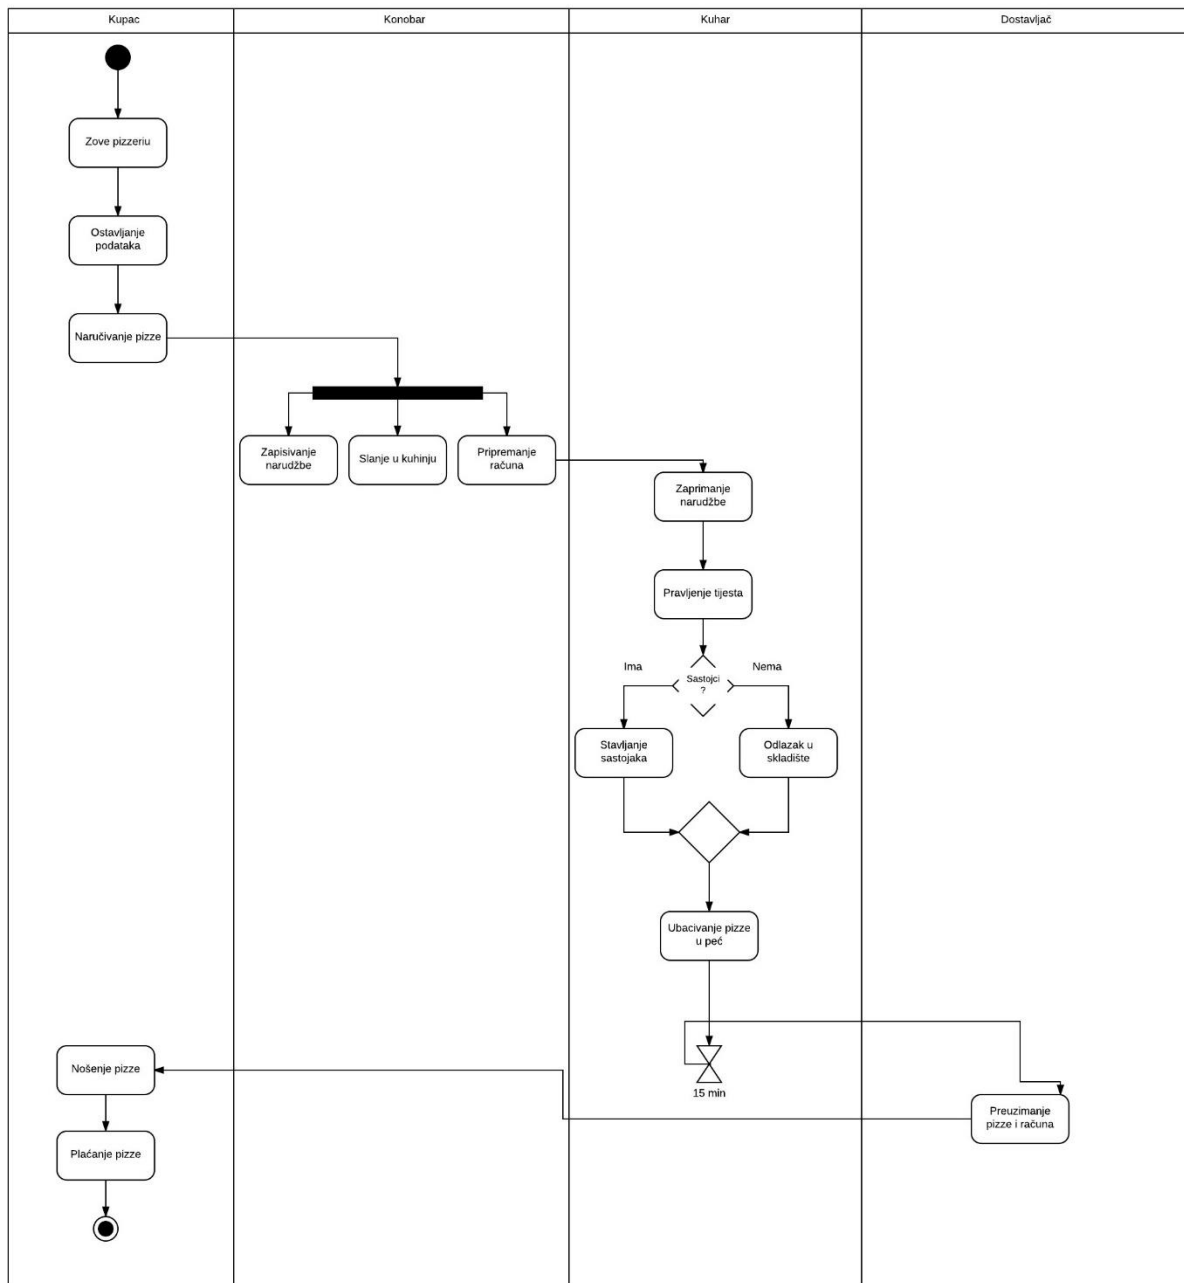 Kupac
Konobar
Kuhar
Dostavljač
Zove pizzeriu
Ostavljanje
podataka
Naručivanje pizze
Zapisivanje
narudžbe
Slanje u kuhinju
Pripremanje
računa
Zaprimanje
narudžbe
Pravljenje tijesta
Ima
Sastojci
?
Nema
Stavljanje
sastojaka
Odlazak u
skladište
Ubacivanje pizze
u peć
15 min
Nošenje pizze
Preuzimanje
pizze i računa
Plaćanje pizze